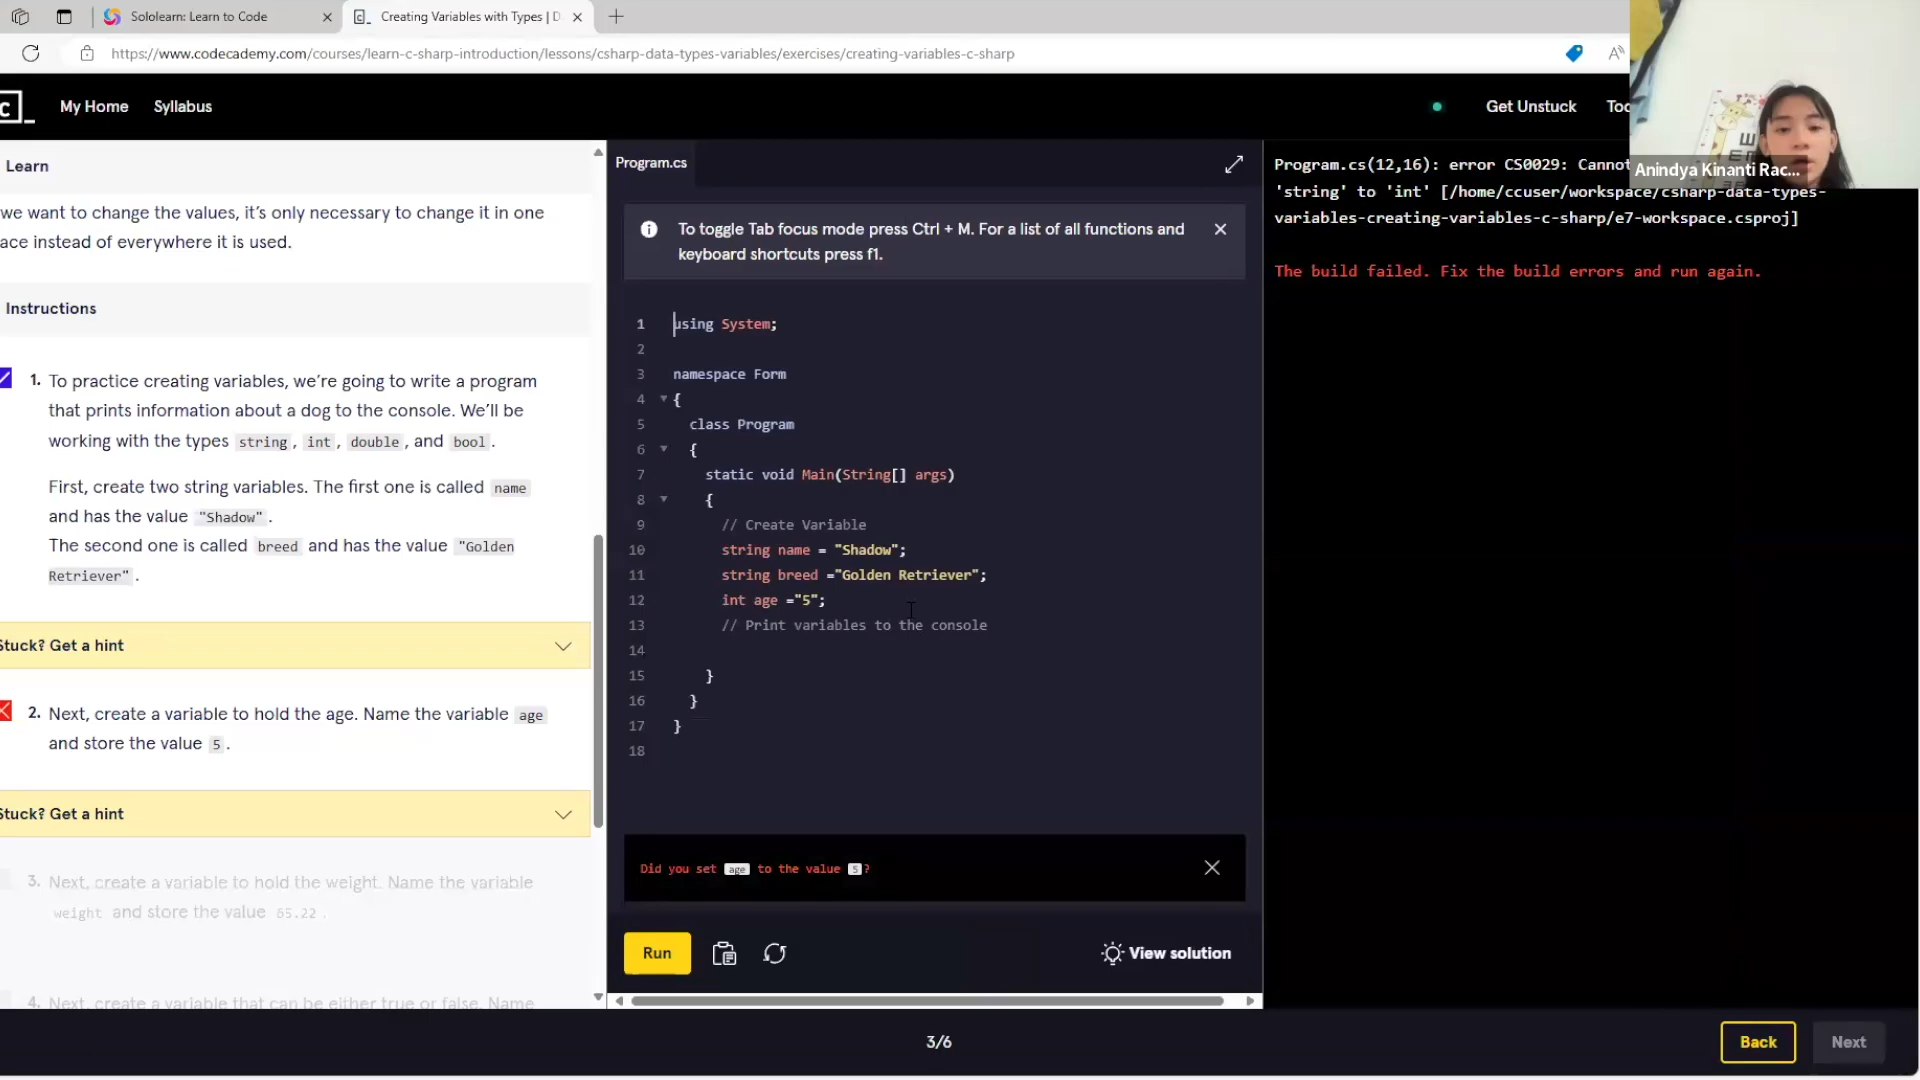 Sololearn: Learn to Code
Creating Variables with Types | D
https://www.codecademy.com/courses/learn-c-sharp-introduction/lessons/csharp-data-types-variables/exercises/creating-variables-c-sharp
My Home Syllabus
Get Unstuck Too
Anindya Kinanti Rac...
Learn
we want to change the values, it's only necessary to change it in one
ace instead of everywhere it is used.
Instructions
1. To practice creating variables, we're going to write a program
that prints information about a dog to the console. We'll be
working with the types string, int, double, and bool.
First, create two string variables. The first one is called name
and has the value "Shadow".
The second one is called breed and has the value "Golden
Retriever".
Stuck? Get a hint
2. Next, create a variable to hold the age. Name the variable age
and store the value 5.
Stuck? Get a hint
3. Next, create a variable to hold the weight. Name the variable
weight and store the value 65.22.
4. Next, create a variable that can be either true or false. Name
Program.cs
To toggle Tab focus mode press Ctrl + M. For a list of all functions and
keyboard shortcuts press f1.
1 using System;
2
3 namespace Form
4 {
5 class Program
6 {
7 static void Main(String[] args)
8 {
9 // Create Variable
10 string name = "Shadow";
11 string breed ="Golden Retriever";
12 int age ="5";
13 // Print variables to the console
14
15 }
16 }
17 }
18
Did you set age to the value 5?
Run
View solution
Program.cs(12,16): error CS0029: Cannot
'string' to 'int' [/home/ccuser/workspace/csharp-data-types-
variables-creating-variables-c-sharp/e7-workspace.csproj]
The build failed. Fix the build errors and run again.
3/6
Back
Next